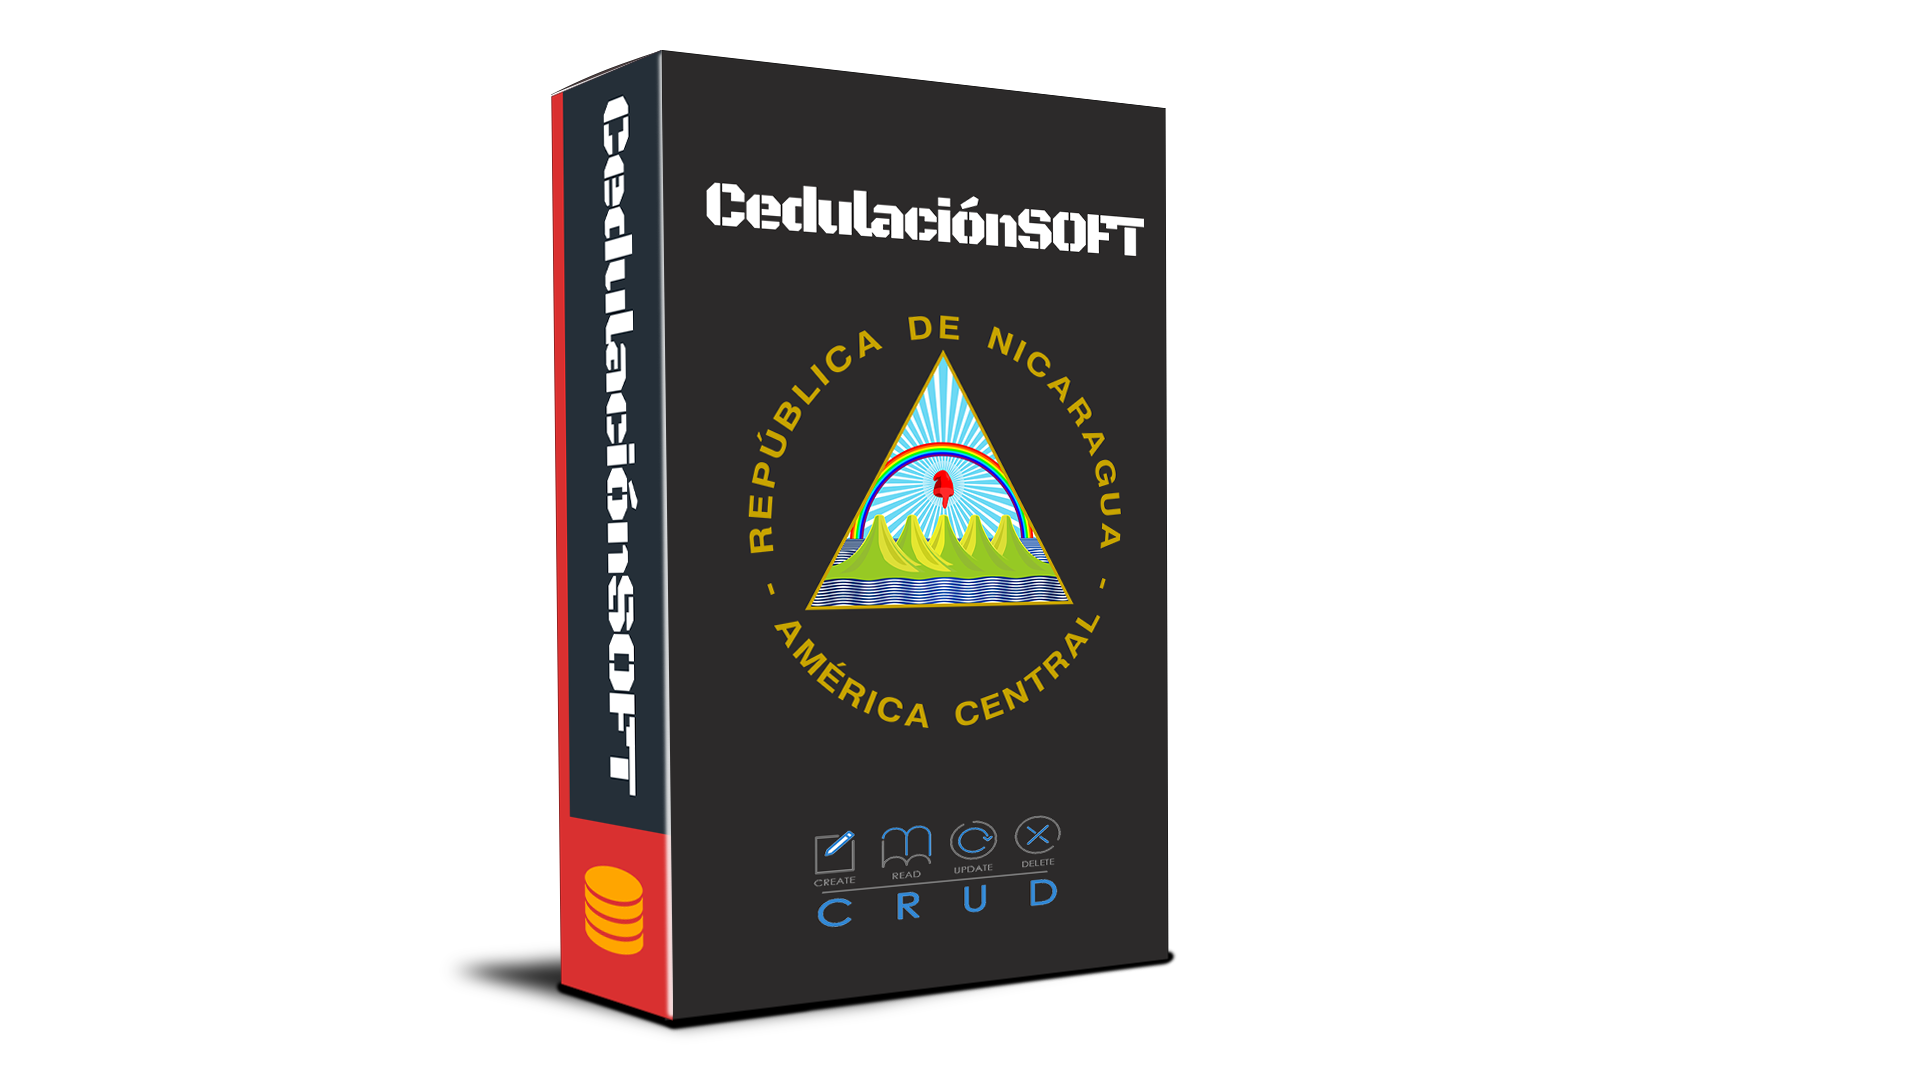 CedulaciónSOFT
CedulaciónSOFT
REPÚBLICA DE NICARAGUA
- AMÉRICA CENTRAL -
CREATE READ UPDATE DELETE
C R U D